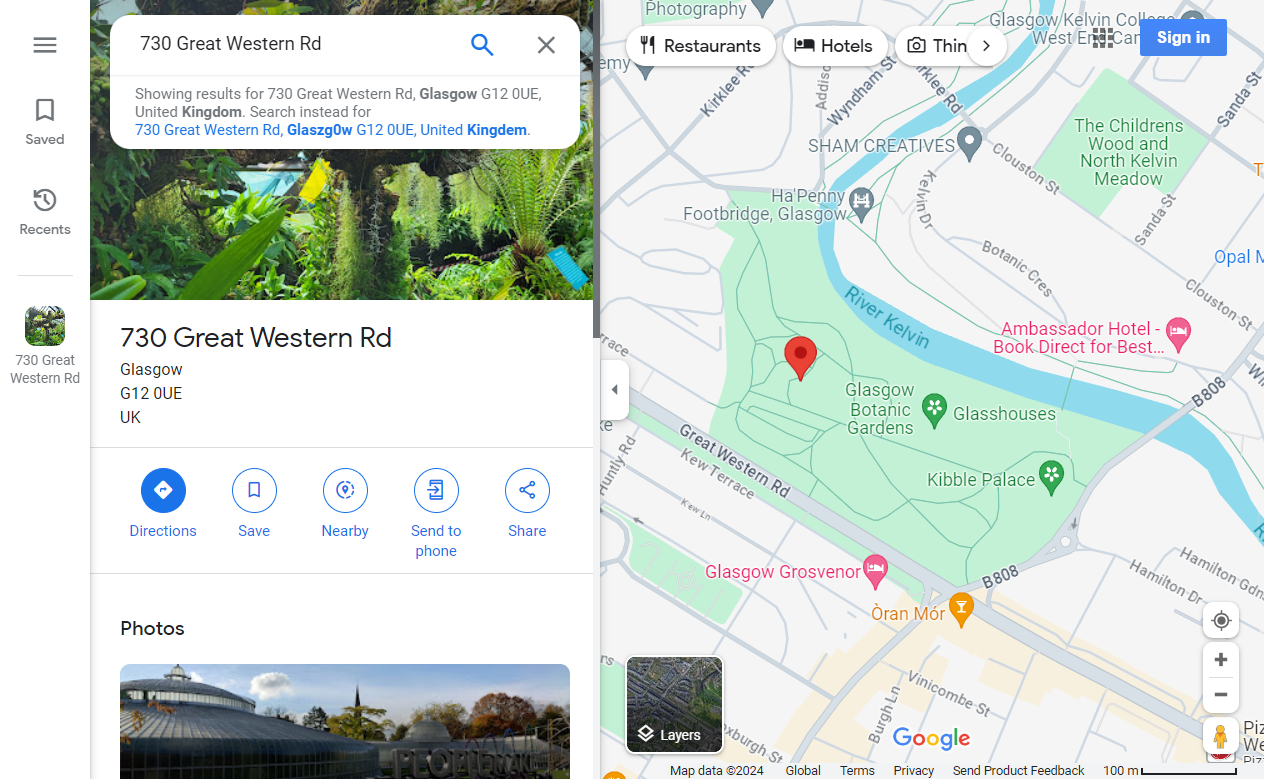 Saved
Recents
730 Great
Western Rd
730 Great Western Rd
Showing results for 730 Great Western Rd, Glasgow G12 0UE,
United Kingdom. Search instead for
730 Great Western Rd, Glaszg0w G12 0UE, United Kingdem.
730 Great Western Rd
Glasgow
G12 0UE
UK
Directions
Save
Nearby
Send to
phone
Share
Photos
Restaurants
Hotels
Thin
Sign in
Photography
Glasgow Kelvin College
West End Cam
emy
Kirklee Rd
Addiso
Wyndham St
Kirklee Rd
Sanda St
SHAM CREATIVES
The Childrens
Wood and
North Kelvin
Meadow
Clouston St
Ha'Penny
Footbridge, Glasgow
Kelvin Dr
Sanda St
Botanic Cres
Opal M
River Kelvin
Clouston St
Ambassador Hotel -
Book Direct for Best...
errace
Glasgow
Botanic
Gardens
Glasshouses
B808
Great Western Rd
Kew Terrace
Huntly Rd
Kibble Palace
Kew Ln
Glasgow Grosvenor
B808
Hamilton Dr
Hamilton Gdns
Òran Mór
Vinicombe St
Burgh Ln
oxburgh St
Layers
Google
Piz
We
Map data ©2024
Global
Terms
Privacy
Send Product Feedback
100 m